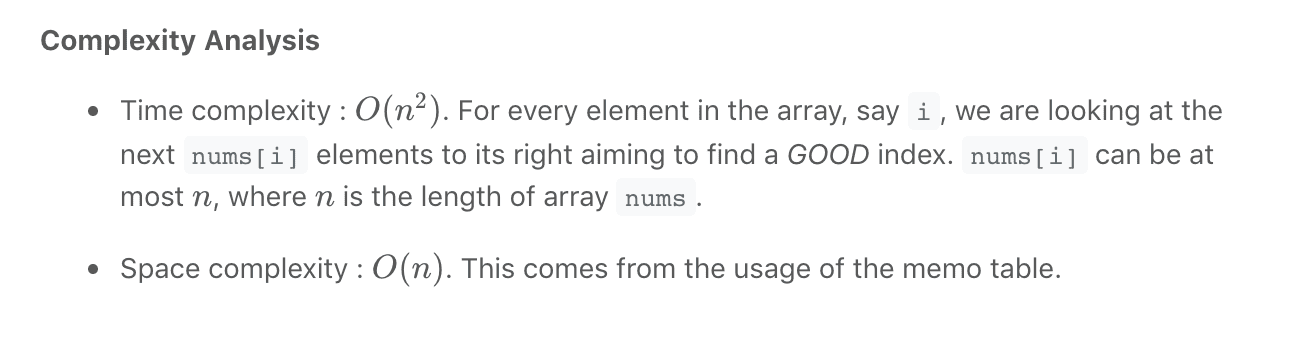 Complexity Analysis
• Time complexity : O(n²). For every element in the array, say i , we are looking at the
next nums[i] elements to its right aiming to find a GOOD index. nums[i] can be at
most n, where n is the length of array nums .
• Space complexity : O(n). This comes from the usage of the memo table.